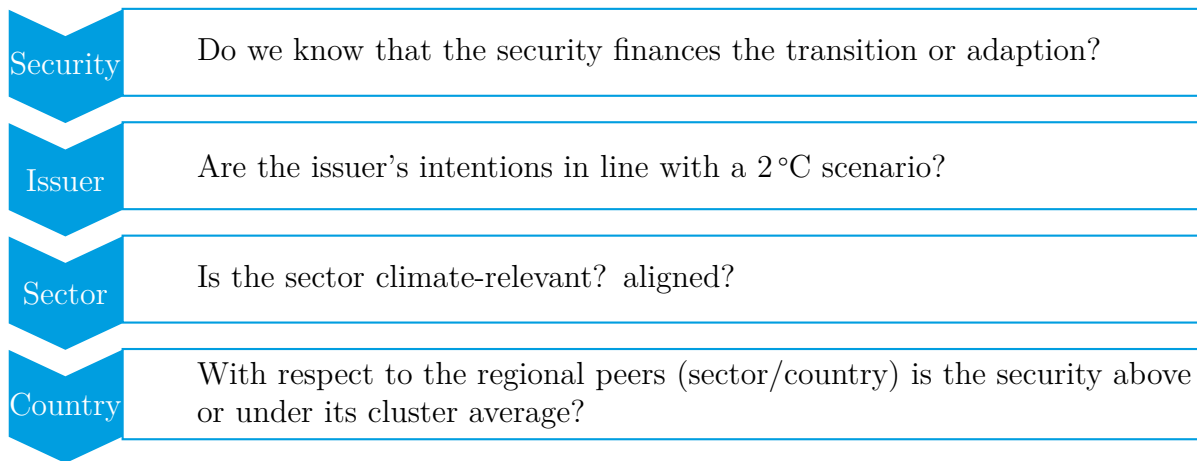 Security
Do we know that the security finances the transition or adaption?
Issuer
Are the issuer's intentions in line with a 2 °C scenario?
Sector
Is the sector climate-relevant? aligned?
Country
With respect to the regional peers (sector/country) is the security above
or under its cluster average?